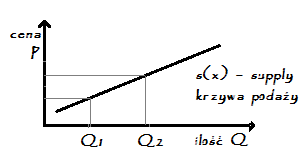 cena
p
s(x) - supply
krzywa podaży
Q1 Q2 ilość Q